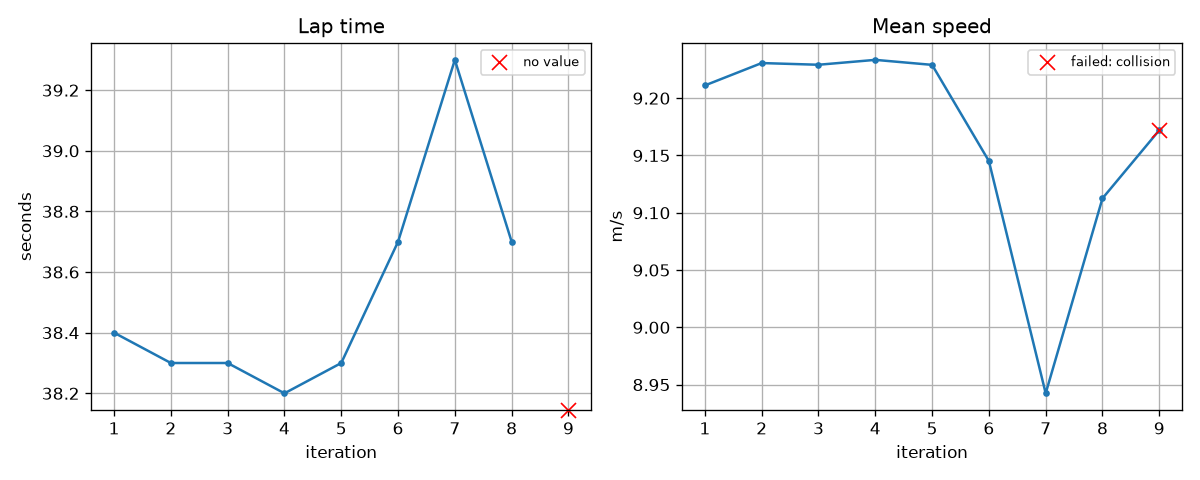 Lap time
no value
39.2
39.0
38.8
38.6
38.4
38.2
seconds
1 2 3 4 5 6 7 8 9
iteration
Mean speed
failed: collision
9.20
9.15
9.10
9.05
9.00
8.95
m/s
1 2 3 4 5 6 7 8 9
iteration